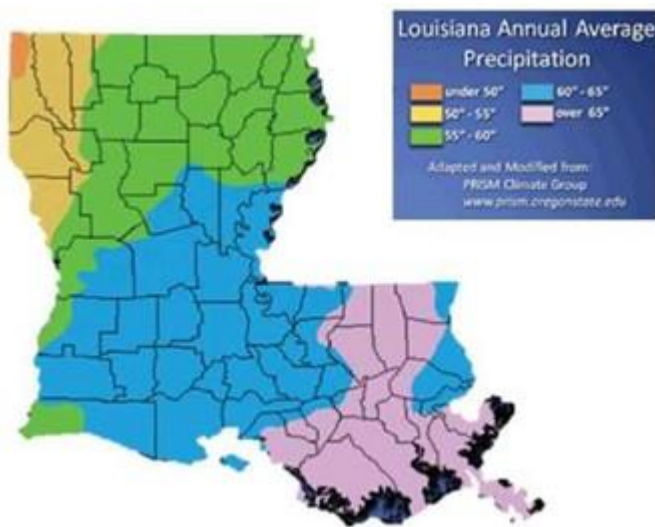 Louisiana Annual Average
Precipitation
under 50"
50" - 55"
55" - 60"
60" - 65"
over 65"
Adapted and Modified from:
PRISM Climate Group
www.prism.oregonstate.edu